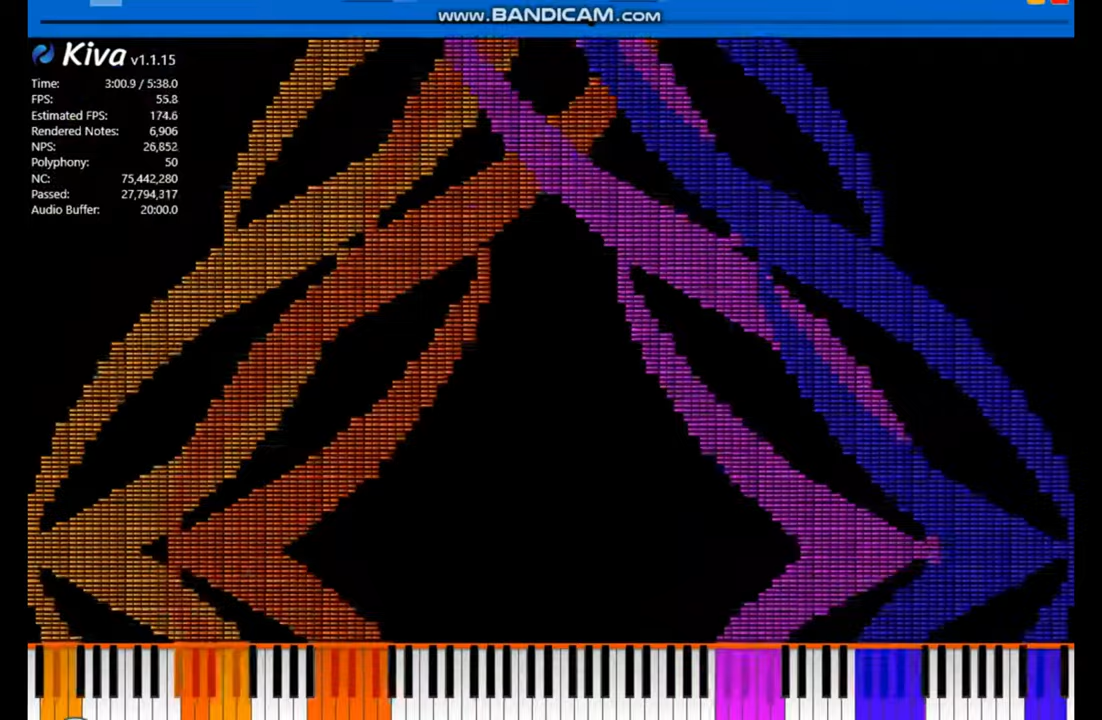 www.BANDICAM.com
Kiva v1.1.15
Time: 3:00.9 / 5:38.0
FPS: 55.8
Estimated FPS: 174.6
Rendered Notes: 6,906
NPS: 26,852
Polyphony: 50
NC: 75,442,280
Passed: 27,794,317
Audio Buffer: 20:00.0